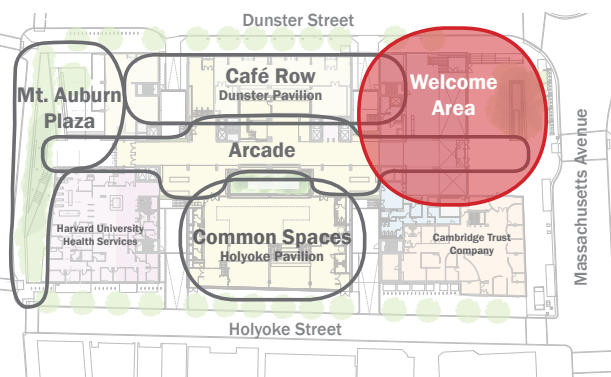 Dunster Street
Café Row
Dunster Pavilion
Welcome
Area
Mt. Auburn
Plaza
Arcade
Massachusetts Avenue
Harvard University
Health Services
Common Spaces
Holyoke Pavilion
Cambridge Trust
Company
Holyoke Street